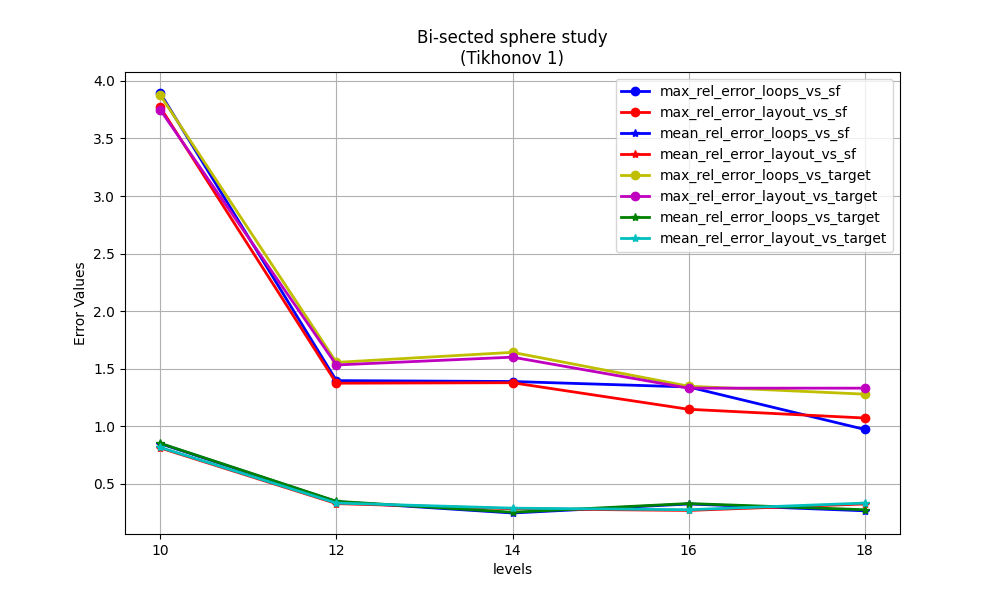 Bi-sected sphere study
(Tikhonov 1)
max_rel_error_loops_vs_sf
max_rel_error_layout_vs_sf
mean_rel_error_loops_vs_sf
mean_rel_error_layout_vs_sf
max_rel_error_loops_vs_target
max_rel_error_layout_vs_target
mean_rel_error_loops_vs_target
mean_rel_error_layout_vs_target
Error Values
4.0
3.5
3.0
2.5
2.0
1.5
1.0
0.5
10 12 14 16 18
levels